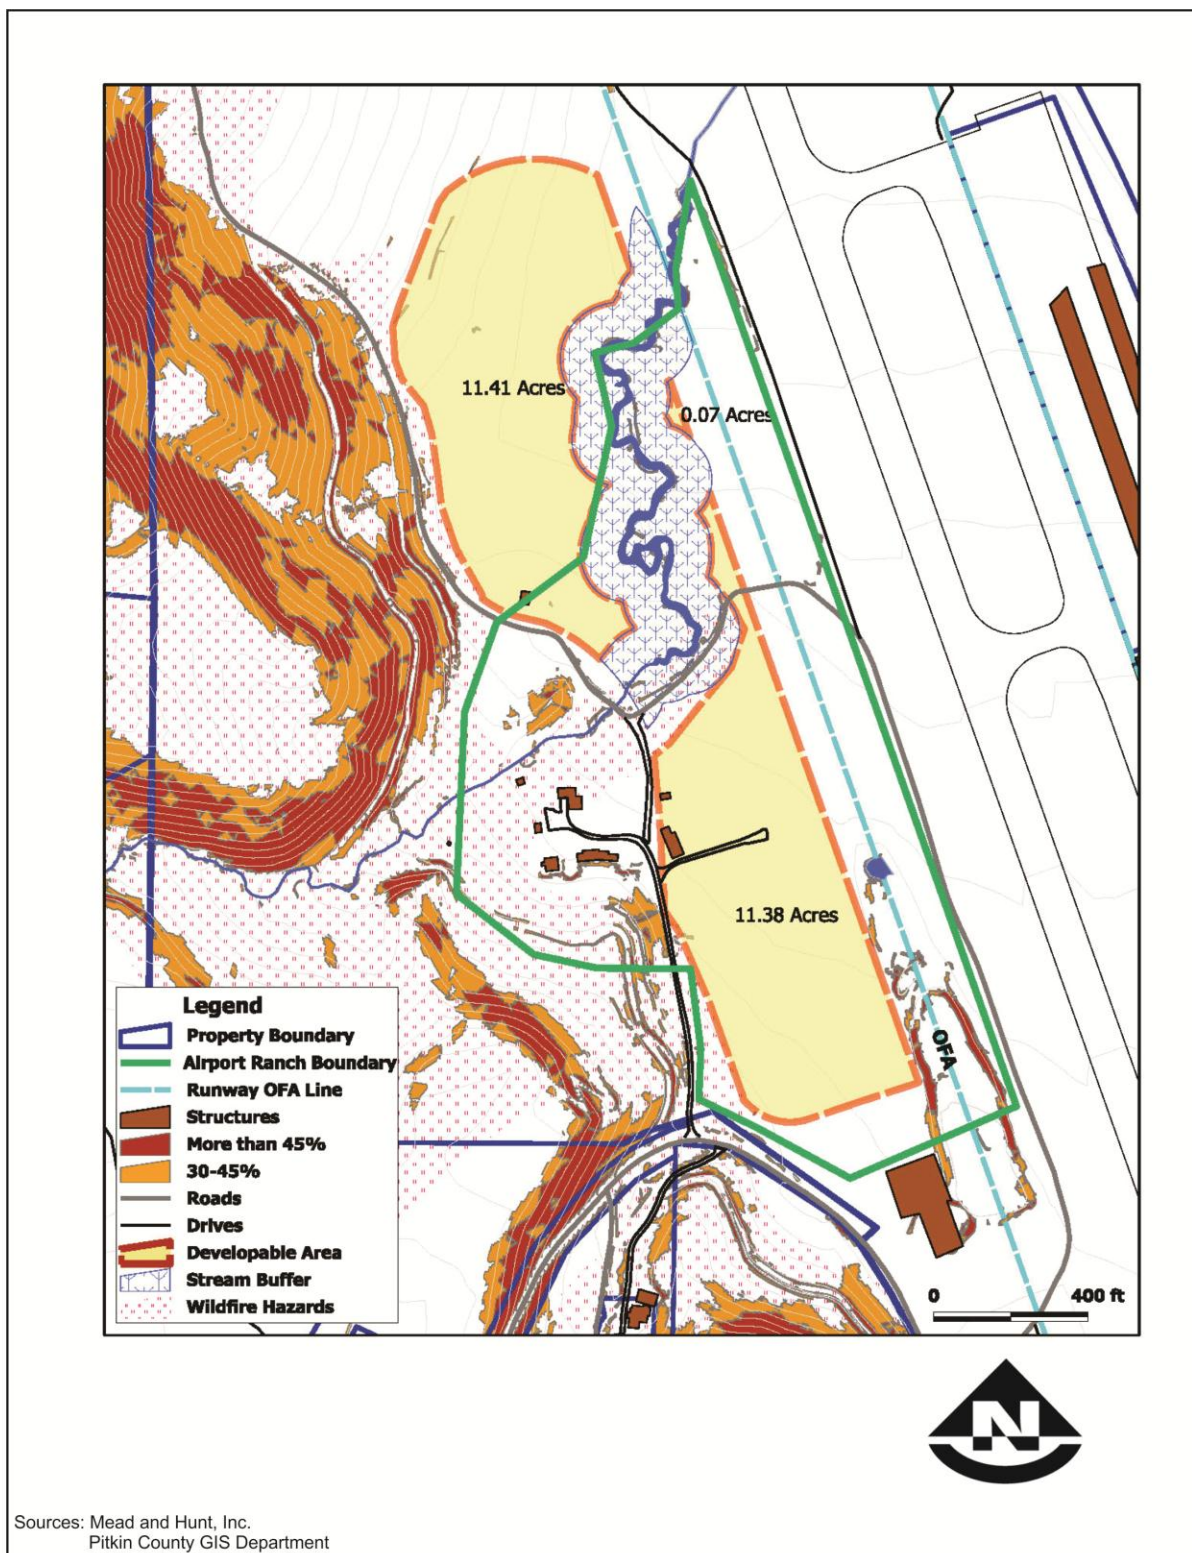 11.41 Acres
0.07 Acres
11.38 Acres
OFA
Legend
Property Boundary
Airport Ranch Boundary
Runway OFA Line
Structures
More than 45%
30-45%
Roads
Drives
Developable Area
Stream Buffer
Wildfire Hazards
0 400 ft
N
Sources: Mead and Hunt, Inc.
Pitkin County GIS Department